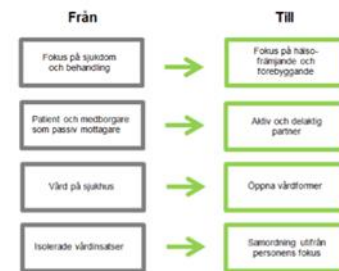 Från
Till
Fokus på sjukdom
och behandling
Fokus på hälso-
främjande och
förebyggande
Patient och medborgare
som passiv mottagare
Aktiv och delaktig
partner
Vård på sjukhus
Öppna vårdformer
Isolerade vårdinsatser
Samordning utifrån
personens fokus